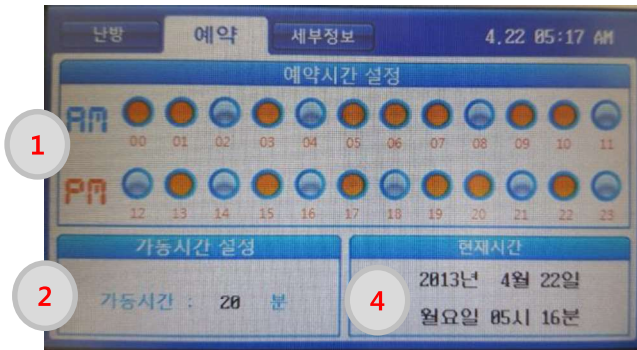 난방 예약 세부정보 4.22 05:17 AM
예약시간 설정
AM
00 01 02 03 04 05 06 07 08 09 10 11
1
PM
12 13 14 15 16 17 18 19 20 21 22 23
가동시간 설정
2
가동시간 : 20 분
현재시간
4
2013년 4월 22일
월요일 05시 16분